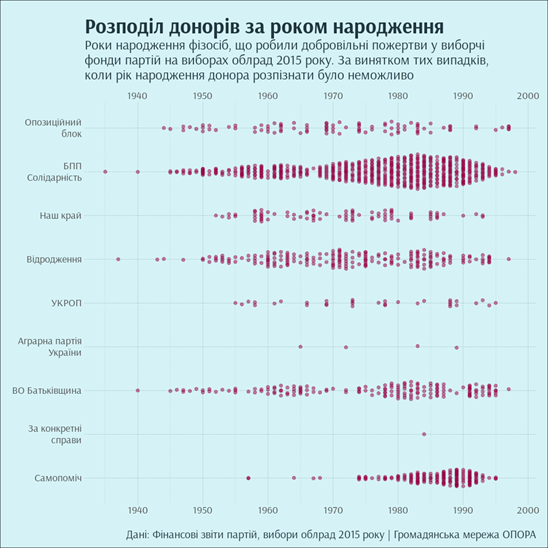 Розподіл донорів за роком народження
Роки народження фізосіб, що робили добровільні пожертви у виборчі
фонди партій на виборах облрад 2015 року. За винятком тих випадків,
коли рік народження донора розпізнати було неможливо
1940 1950 1960 1970 1980 1990 2000
Опозиційний
блок
БПП
Солідарність
Наш край
Відродження
УКРОП
Аграрна партія
України
ВО Батьківщина
За конкретні
справи
Самопоміч
1940 1950 1960 1970 1980 1990 2000
Дані: Фінансові звіти партій, вибори облрад 2015 року | Громадянська мережа ОПОРА